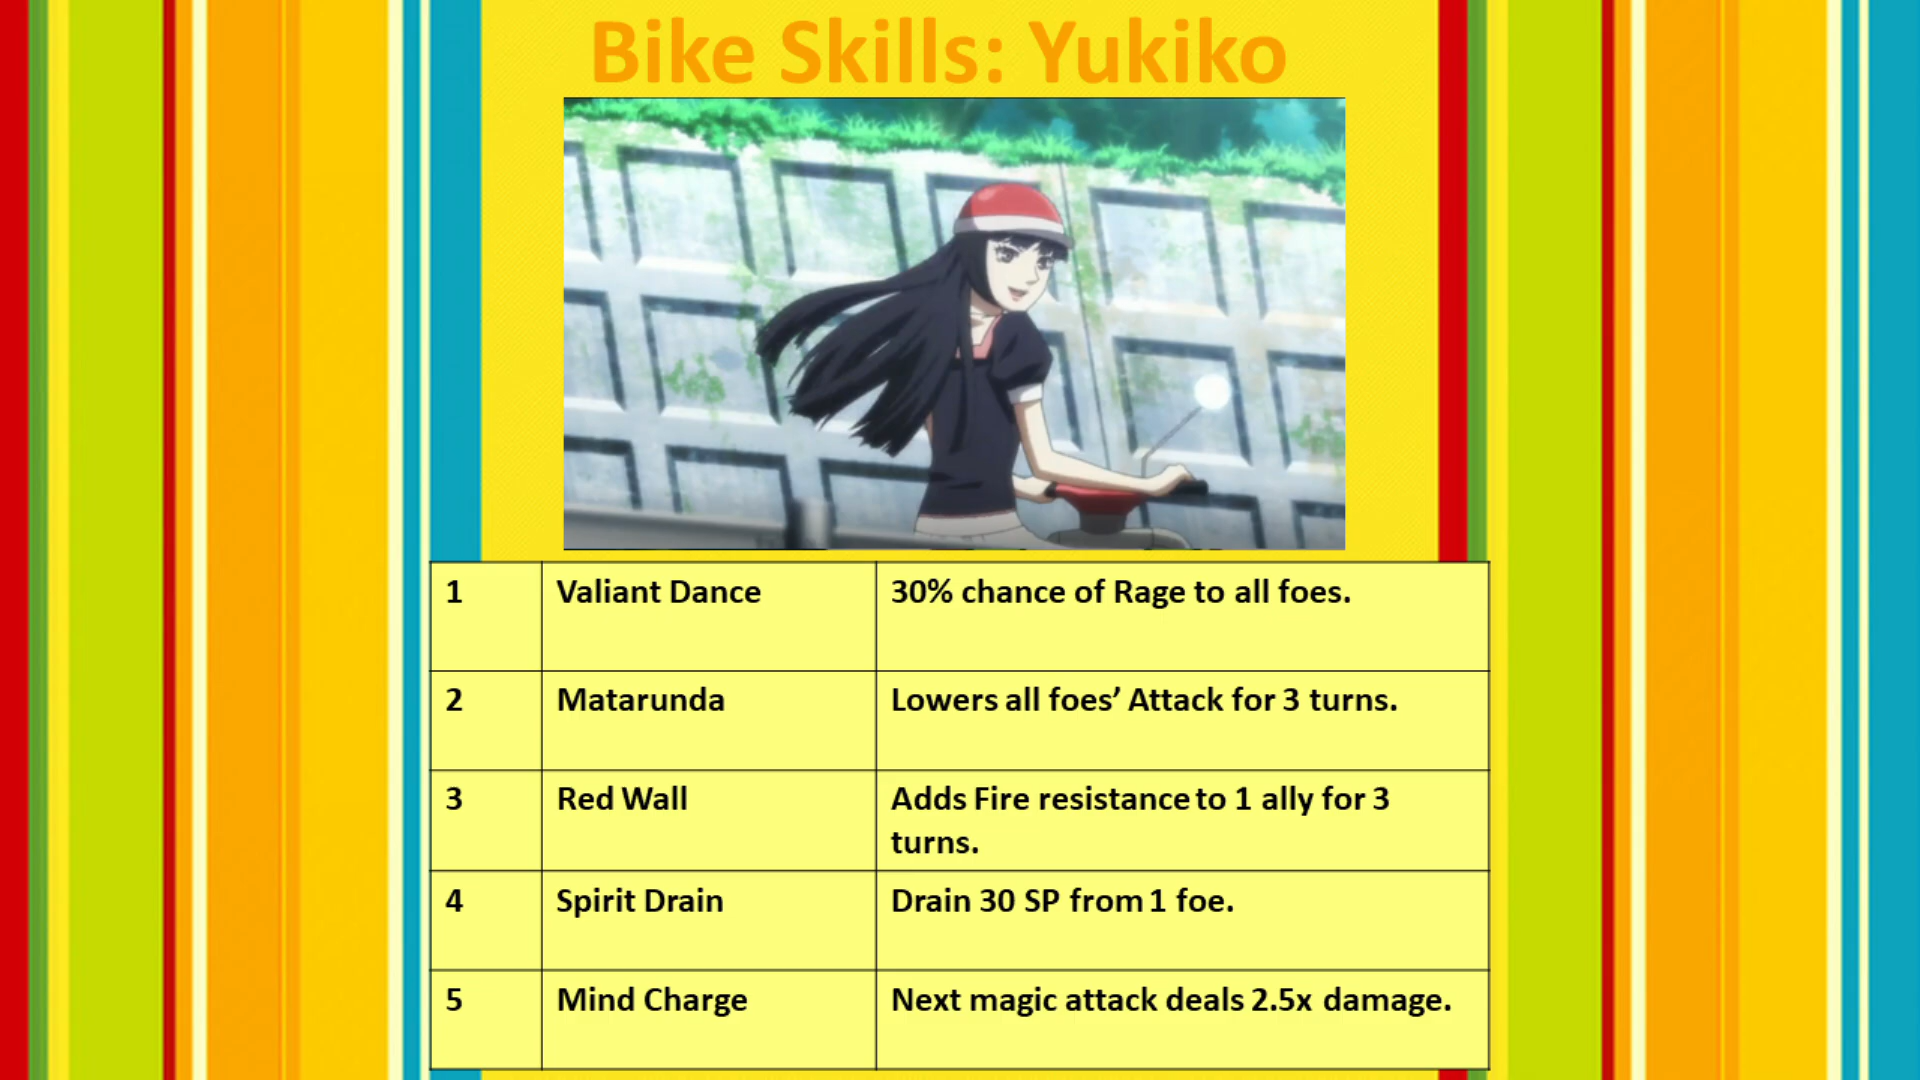 Bike Skills: Yukiko
1 Valiant Dance 30% chance of Rage to all foes.
2 Matarunda Lowers all foes’ Attack for 3 turns.
3 Red Wall Adds Fire resistance to 1 ally for 3
turns.
4 Spirit Drain Drain 30 SP from 1 foe.
5 Mind Charge Next magic attack deals 2.5x damage.